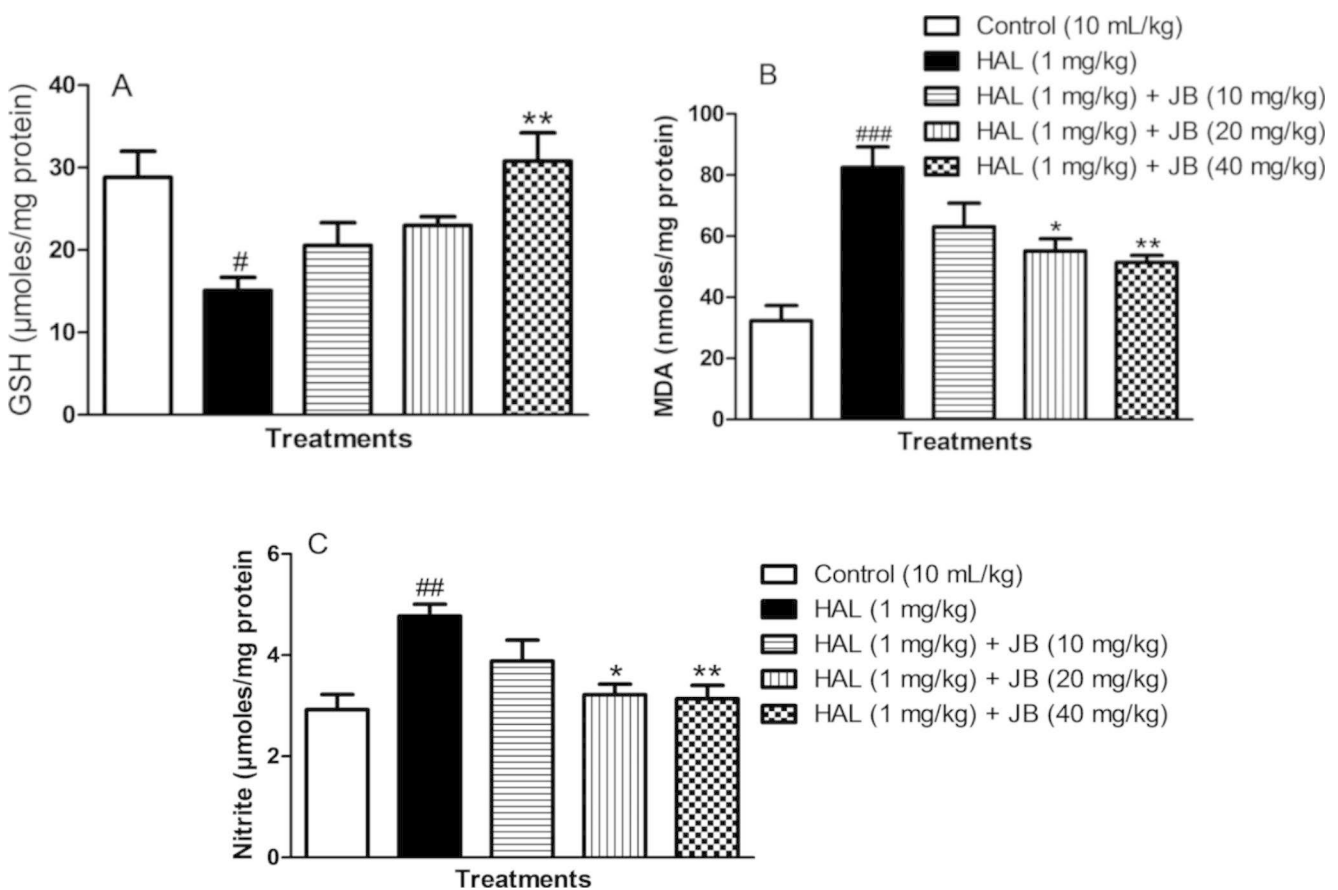 A
GSH (µmoles/mg protein)
40
30
20
10
0
#
**
Treatments
B
MDA (nmoles/mg protein)
100
80
60
40
20
0
###
*
**
Treatments
Control (10 mL/kg)
HAL (1 mg/kg)
HAL (1 mg/kg) + JB (10 mg/kg)
HAL (1 mg/kg) + JB (20 mg/kg)
HAL (1 mg/kg) + JB (40 mg/kg)
C
Nitrite (µmoles/mg protein
6
4
2
0
##
*
**
Treatments
Control (10 mL/kg)
HAL (1 mg/kg)
HAL (1 mg/kg) + JB (10 mg/kg)
HAL (1 mg/kg) + JB (20 mg/kg)
HAL (1 mg/kg) + JB (40 mg/kg)